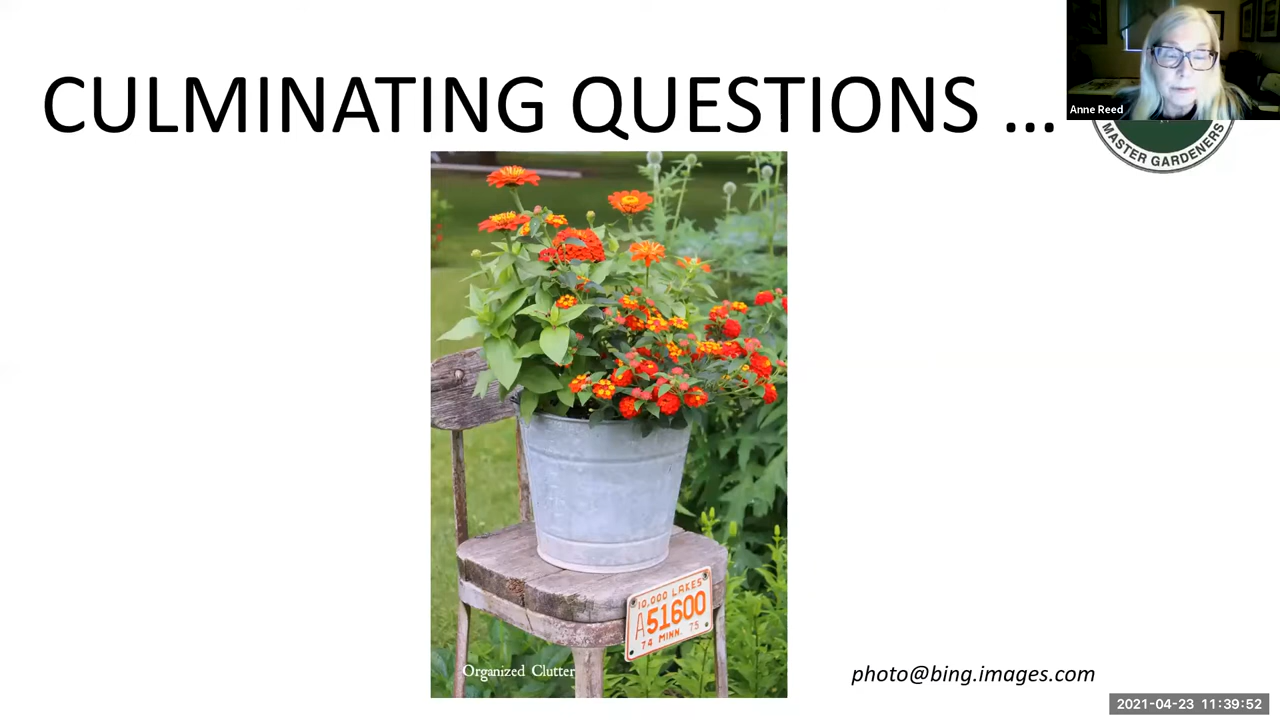 CULMINATING QUESTIONS ...
Anne Reed
MASTER GARDENERS
10,000 LAKES
A51600
74 MINN. 75
Organized Clutter
photo@bing.images.com
2021-04-23 11:39:52